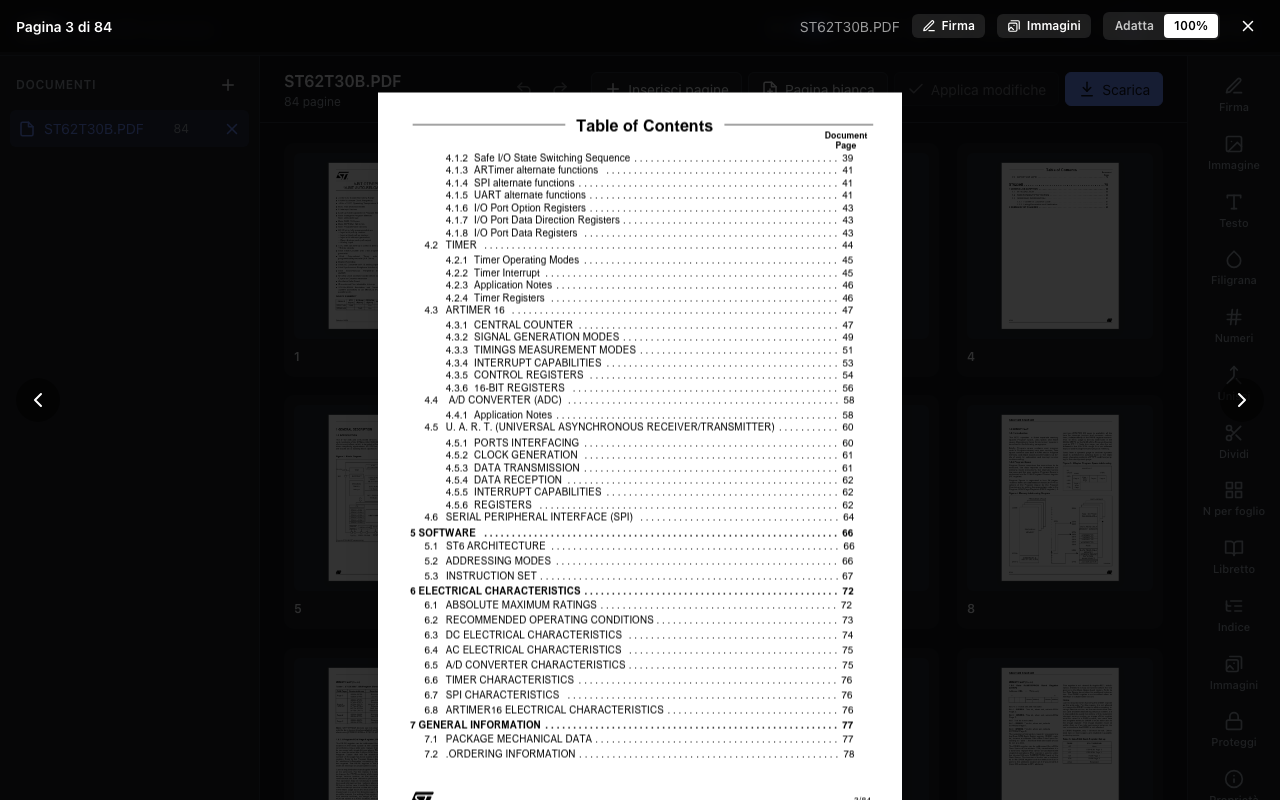 Pagina 3 di 84
ST62T30B.PDF
Firma
Immagini
Adatta
100%
DOCUMENTI
ST62T30B.PDF 84
ST62T30B.PDF
84 pagine
Inserisci pagine
Pagina bianca
Applica modifiche
Scarica
Table of Contents
Document
Page
4.1.2 Safe I/O State Switching Sequence . . . . . . . . . . . . . . . . . . . . . . . . . . . . . . . . 39
4.1.3 ARTimer alternate functions . . . . . . . . . . . . . . . . . . . . . . . . . . . . . . . . . . . . 41
4.1.4 SPI alternate functions . . . . . . . . . . . . . . . . . . . . . . . . . . . . . . . . . . . . . . . . 41
4.1.5 UART alternate functions . . . . . . . . . . . . . . . . . . . . . . . . . . . . . . . . . . . . . . 41
4.1.6 I/O Port Option Registers . . . . . . . . . . . . . . . . . . . . . . . . . . . . . . . . . . . . . . 43
4.1.7 I/O Port Data Direction Registers . . . . . . . . . . . . . . . . . . . . . . . . . . . . . . . . . 43
4.1.8 I/O Port Data Registers . . . . . . . . . . . . . . . . . . . . . . . . . . . . . . . . . . . . . . . 43
4.2 TIMER . . . . . . . . . . . . . . . . . . . . . . . . . . . . . . . . . . . . . . . . . . . . . . . . . . . . 44
4.2.1 Timer Operating Modes . . . . . . . . . . . . . . . . . . . . . . . . . . . . . . . . . . . . . . . 45
4.2.2 Timer Interrupt . . . . . . . . . . . . . . . . . . . . . . . . . . . . . . . . . . . . . . . . . . . . 45
4.2.3 Application Notes . . . . . . . . . . . . . . . . . . . . . . . . . . . . . . . . . . . . . . . . . . . 46
4.2.4 Timer Registers . . . . . . . . . . . . . . . . . . . . . . . . . . . . . . . . . . . . . . . . . . . . 46
4.3 ARTIMER 16 . . . . . . . . . . . . . . . . . . . . . . . . . . . . . . . . . . . . . . . . . . . . . . . . 47
4.3.1 CENTRAL COUNTER . . . . . . . . . . . . . . . . . . . . . . . . . . . . . . . . . . . . . . . . 47
4.3.2 SIGNAL GENERATION MODES . . . . . . . . . . . . . . . . . . . . . . . . . . . . . . . . . 49
4.3.3 TIMINGS MEASUREMENT MODES . . . . . . . . . . . . . . . . . . . . . . . . . . . . . . 51
4.3.4 INTERRUPT CAPABILITIES . . . . . . . . . . . . . . . . . . . . . . . . . . . . . . . . . . . . 53
4.3.5 CONTROL REGISTERS . . . . . . . . . . . . . . . . . . . . . . . . . . . . . . . . . . . . . . 54
4.3.6 16-BIT REGISTERS . . . . . . . . . . . . . . . . . . . . . . . . . . . . . . . . . . . . . . . . . 56
4.4 A/D CONVERTER (ADC) . . . . . . . . . . . . . . . . . . . . . . . . . . . . . . . . . . . . . . . . 58
4.4.1 Application Notes . . . . . . . . . . . . . . . . . . . . . . . . . . . . . . . . . . . . . . . . . . . 58
4.5 U. A. R. T. (UNIVERSAL ASYNCHRONOUS RECEIVER/TRANSMITTER) . . . . . . . . . 60
4.5.1 PORTS INTERFACING . . . . . . . . . . . . . . . . . . . . . . . . . . . . . . . . . . . . . . . 60
4.5.2 CLOCK GENERATION . . . . . . . . . . . . . . . . . . . . . . . . . . . . . . . . . . . . . . . 61
4.5.3 DATA TRANSMISSION . . . . . . . . . . . . . . . . . . . . . . . . . . . . . . . . . . . . . . . 61
4.5.4 DATA RECEPTION . . . . . . . . . . . . . . . . . . . . . . . . . . . . . . . . . . . . . . . . . . 62
4.5.5 INTERRUPT CAPABILITIES . . . . . . . . . . . . . . . . . . . . . . . . . . . . . . . . . . . . 62
4.5.6 REGISTERS . . . . . . . . . . . . . . . . . . . . . . . . . . . . . . . . . . . . . . . . . . . . . . 62
4.6 SERIAL PERIPHERAL INTERFACE (SPI) . . . . . . . . . . . . . . . . . . . . . . . . . . . . . . 64
5 SOFTWARE . . . . . . . . . . . . . . . . . . . . . . . . . . . . . . . . . . . . . . . . . . . . . . . . . . . 66
5.1 ST6 ARCHITECTURE . . . . . . . . . . . . . . . . . . . . . . . . . . . . . . . . . . . . . . . . . . 66
5.2 ADDRESSING MODES . . . . . . . . . . . . . . . . . . . . . . . . . . . . . . . . . . . . . . . . . 66
5.3 INSTRUCTION SET . . . . . . . . . . . . . . . . . . . . . . . . . . . . . . . . . . . . . . . . . . . . 67
6 ELECTRICAL CHARACTERISTICS . . . . . . . . . . . . . . . . . . . . . . . . . . . . . . . . . . . . . 72
6.1 ABSOLUTE MAXIMUM RATINGS . . . . . . . . . . . . . . . . . . . . . . . . . . . . . . . . . . . 72
6.2 RECOMMENDED OPERATING CONDITIONS . . . . . . . . . . . . . . . . . . . . . . . . . . . 73
6.3 DC ELECTRICAL CHARACTERISTICS . . . . . . . . . . . . . . . . . . . . . . . . . . . . . . . . 74
6.4 AC ELECTRICAL CHARACTERISTICS . . . . . . . . . . . . . . . . . . . . . . . . . . . . . . . . 75
6.5 A/D CONVERTER CHARACTERISTICS . . . . . . . . . . . . . . . . . . . . . . . . . . . . . . . 75
6.6 TIMER CHARACTERISTICS . . . . . . . . . . . . . . . . . . . . . . . . . . . . . . . . . . . . . . 76
6.7 SPI CHARACTERISTICS . . . . . . . . . . . . . . . . . . . . . . . . . . . . . . . . . . . . . . . . 76
6.8 ARTIMER16 ELECTRICAL CHARACTERISTICS . . . . . . . . . . . . . . . . . . . . . . . . . . 76
7 GENERAL INFORMATION . . . . . . . . . . . . . . . . . . . . . . . . . . . . . . . . . . . . . . . . . . . 77
7.1 PACKAGE MECHANICAL DATA . . . . . . . . . . . . . . . . . . . . . . . . . . . . . . . . . . . . 77
7.2 .ORDERING INFORMATION . . . . . . . . . . . . . . . . . . . . . . . . . . . . . . . . . . . . . . 78
1
4
5
8
Firma
Immagine
Testo
Filigrana
Numeri
Dividi
N per foglio
Libretto
Indice
Immagini
Proteggi